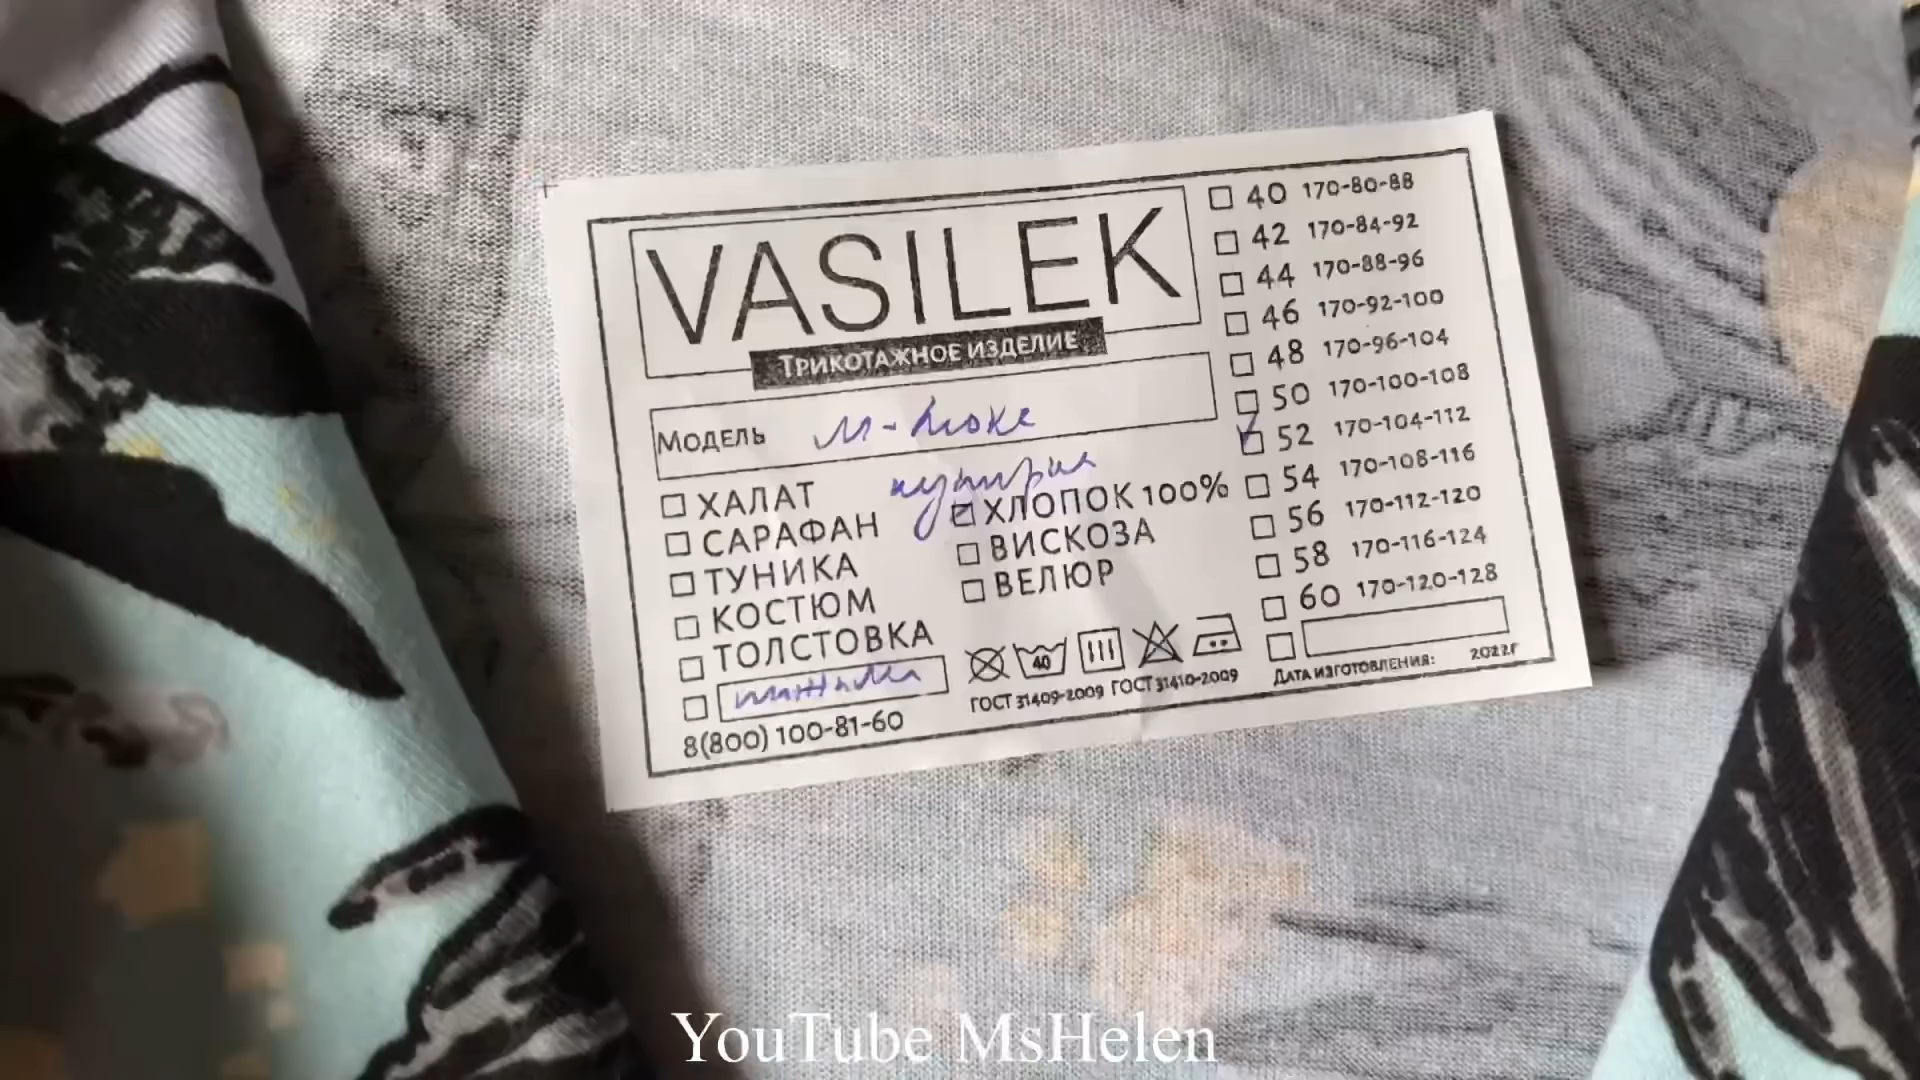 VASILEK
ТРИКОТАЖНОЕ ИЗДЕЛИЕ
МОДЕЛЬ м-
ХАЛАТ
САРАФАН
ТУНИКА
КОСТЮМ
ТОЛСТОВКА
8(800) 100-81-60
ХЛОПОК 100%
ВИСКОЗА
ВЕЛЮР
40
ГОСТ 31409-2009 ГОСТ 31410-2009
40 170-80-88
42 170-84-92
44 170-88-96
46 170-92-100
48 170-96-104
50 170-100-108
52 170-104-112
54 170-108-116
56 170-112-120
58 170-116-124
60 170-120-128
ДАТА ИЗГОТОВЛЕНИЯ: 2022г
YouTube MsHelen